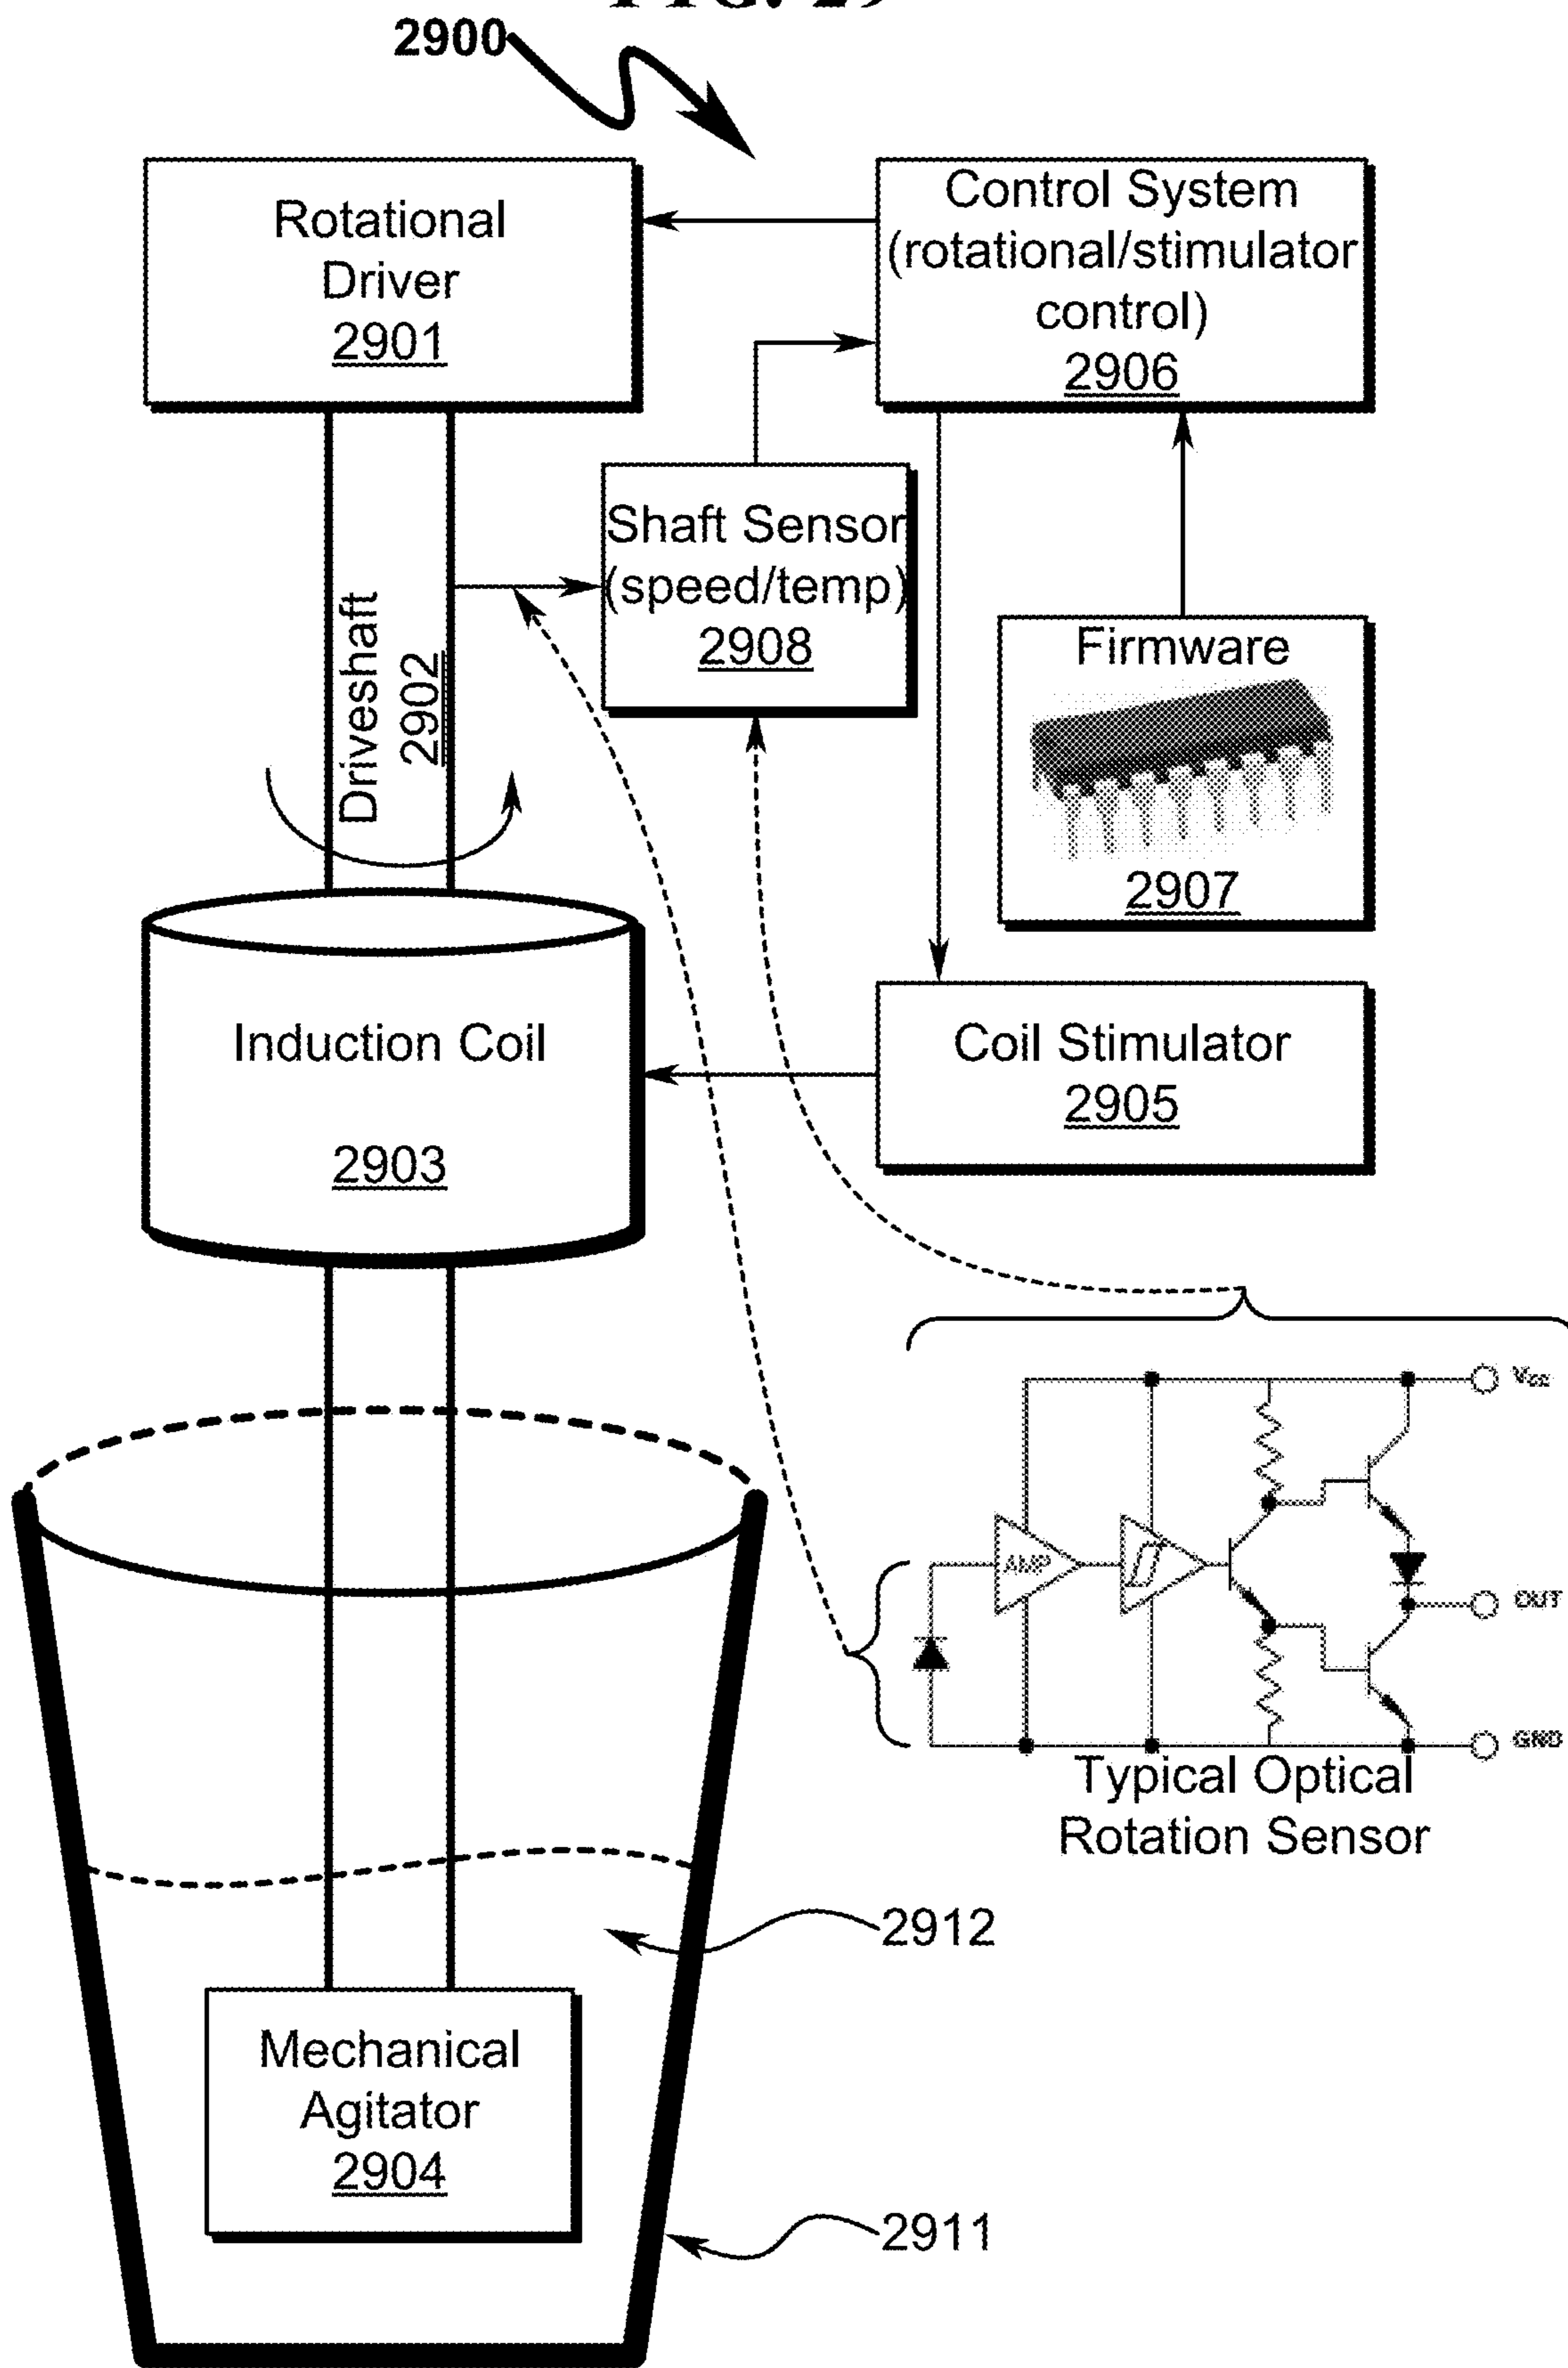 2900
Rotational
Driver
2901
Control System
(rotational/stimulator
control)
2906
Shaft Sensor
(speed/temp)
2908
Driveshaft
2902
Firmware
2907
Induction Coil
2903
Coil Stimulator
2905
VCC
AMP
OUT
GND
Typical Optical
Rotation Sensor
2912
Mechanical
Agitator
2904
2911